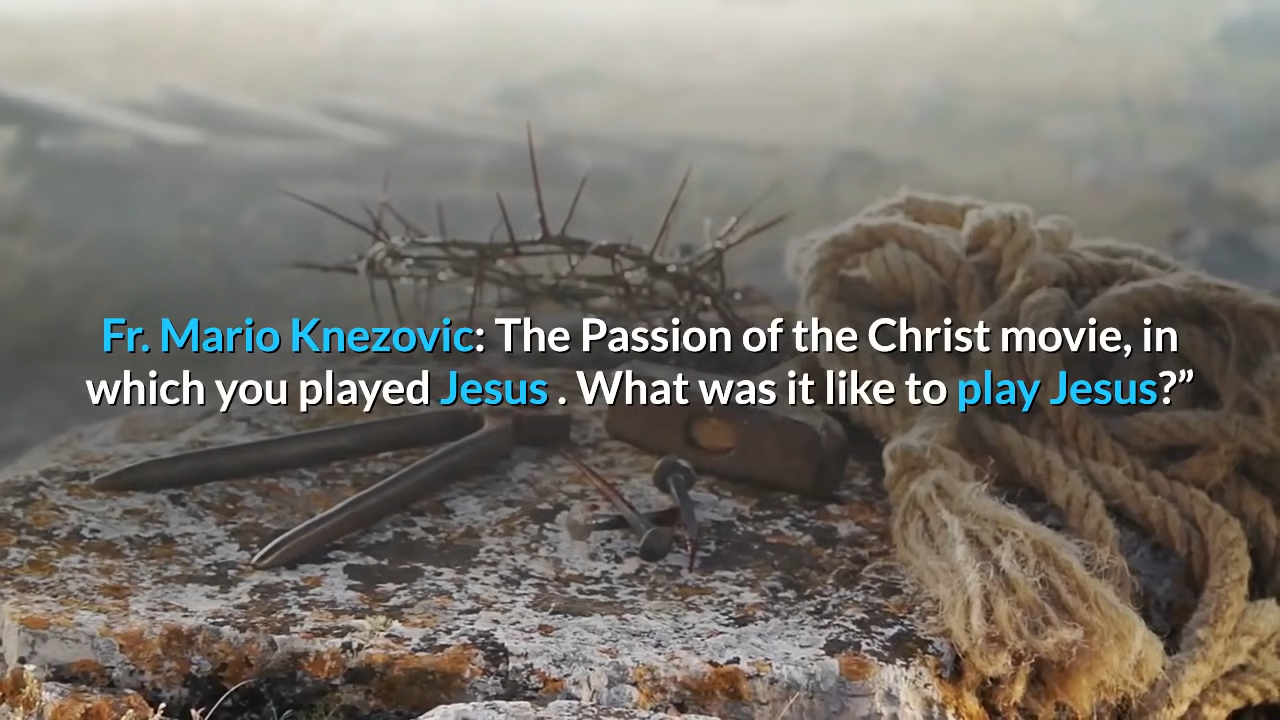 Fr. Mario Knezovic: The Passion of the Christ movie, in
which you played Jesus . What was it like to play Jesus?”